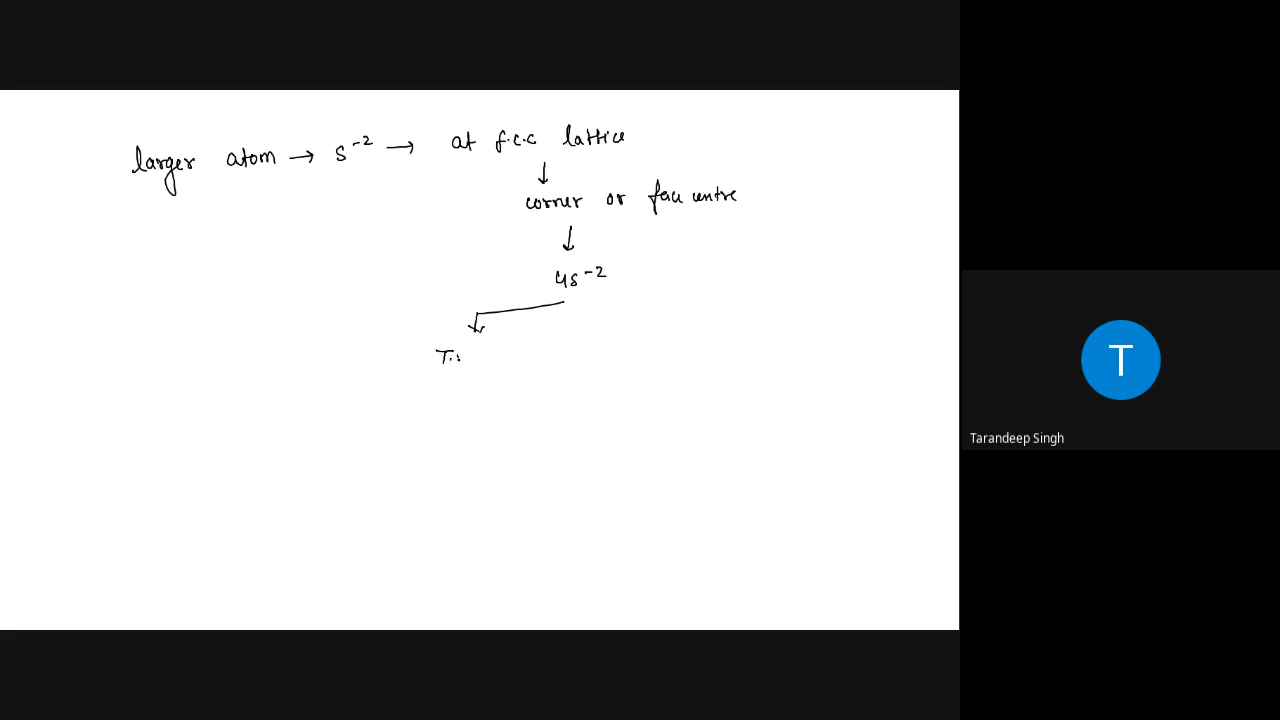 larger atom → S⁻² → at f.c.c lattice
↓
corner or face centre
↓
4S⁻²
↓
T.
T
Tarandeep Singh